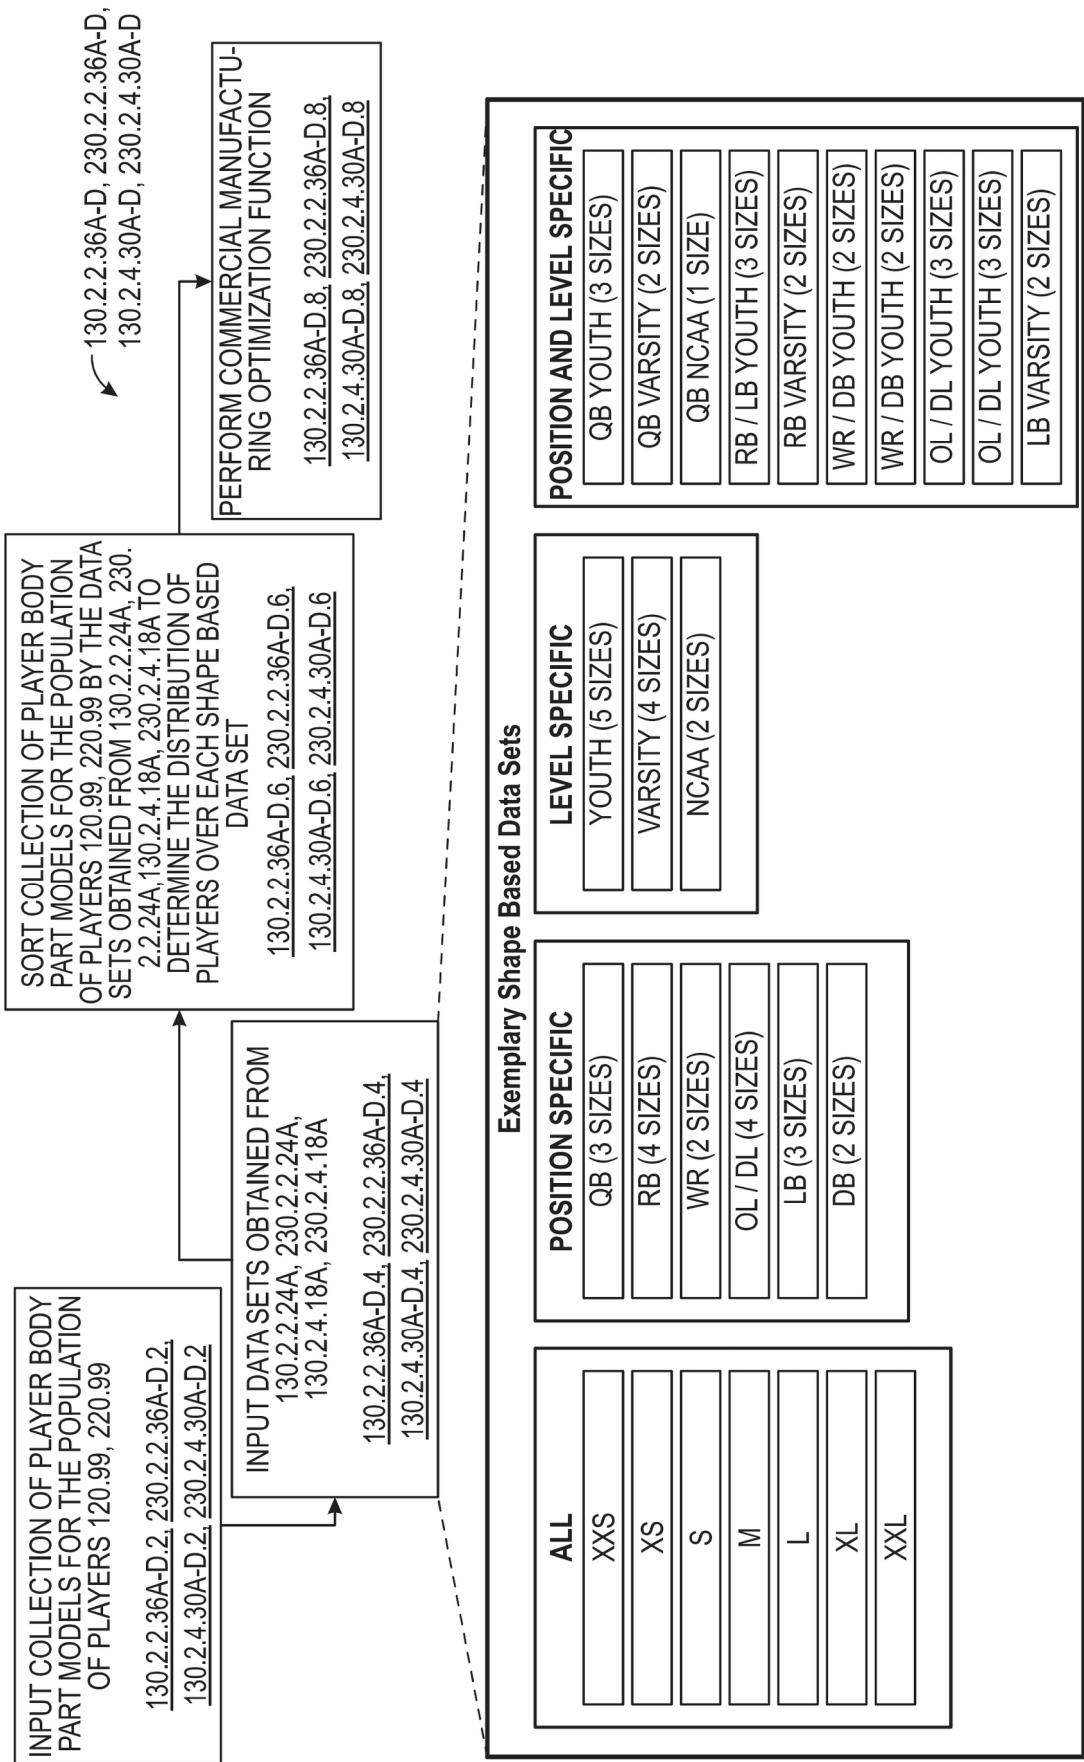 130.2.2.36A-D, 230.2.2.36A-D,
130.2.4.30A-D, 230.2.4.30A-D
INPUT COLLECTION OF PLAYER BODY
PART MODELS FOR THE POPULATION
OF PLAYERS 120.99, 220.99
130.2.2.36A-D.2, 230.2.2.36A-D.2,
130.2.4.30A-D.2, 230.2.4.30A-D.2
INPUT DATA SETS OBTAINED FROM
130.2.2.24A, 230.2.2.24A,
130.2.4.18A, 230.2.4.18A
130.2.2.36A-D.4, 230.2.2.36A-D.4,
130.2.4.30A-D.4, 230.2.4.30A-D.4
SORT COLLECTION OF PLAYER BODY
PART MODELS FOR THE POPULATION
OF PLAYERS 120.99, 220.99 BY THE DATA
SETS OBTAINED FROM 130.2.2.24A, 230.
2.2.24A,130.2.4.18A, 230.2.4.18A TO
DETERMINE THE DISTRIBUTION OF
PLAYERS OVER EACH SHAPE BASED
DATA SET
130.2.2.36A-D.6, 230.2.2.36A-D.6,
130.2.4.30A-D.6, 230.2.4.30A-D.6
PERFORM COMMERCIAL MANUFACTU-
RING OPTIMIZATION FUNCTION
130.2.2.36A-D.8, 230.2.2.36A-D.8,
130.2.4.30A-D.8, 230.2.4.30A-D.8
Exemplary Shape Based Data Sets
ALL
XXS
XS
S
M
L
XL
XXL
POSITION SPECIFIC
QB (3 SIZES)
RB (4 SIZES)
WR (2 SIZES)
OL / DL (4 SIZES)
LB (3 SIZES)
DB (2 SIZES)
LEVEL SPECIFIC
YOUTH (5 SIZES)
VARSITY (4 SIZES)
NCAA (2 SIZES)
POSITION AND LEVEL SPECIFIC
QB YOUTH (3 SIZES)
QB VARSITY (2 SIZES)
QB NCAA (1 SIZE)
RB / LB YOUTH (3 SIZES)
RB VARSITY (2 SIZES)
WR / DB YOUTH (2 SIZES)
WR / DB YOUTH (2 SIZES)
OL / DL YOUTH (3 SIZES)
OL / DL YOUTH (3 SIZES)
LB VARSITY (2 SIZES)